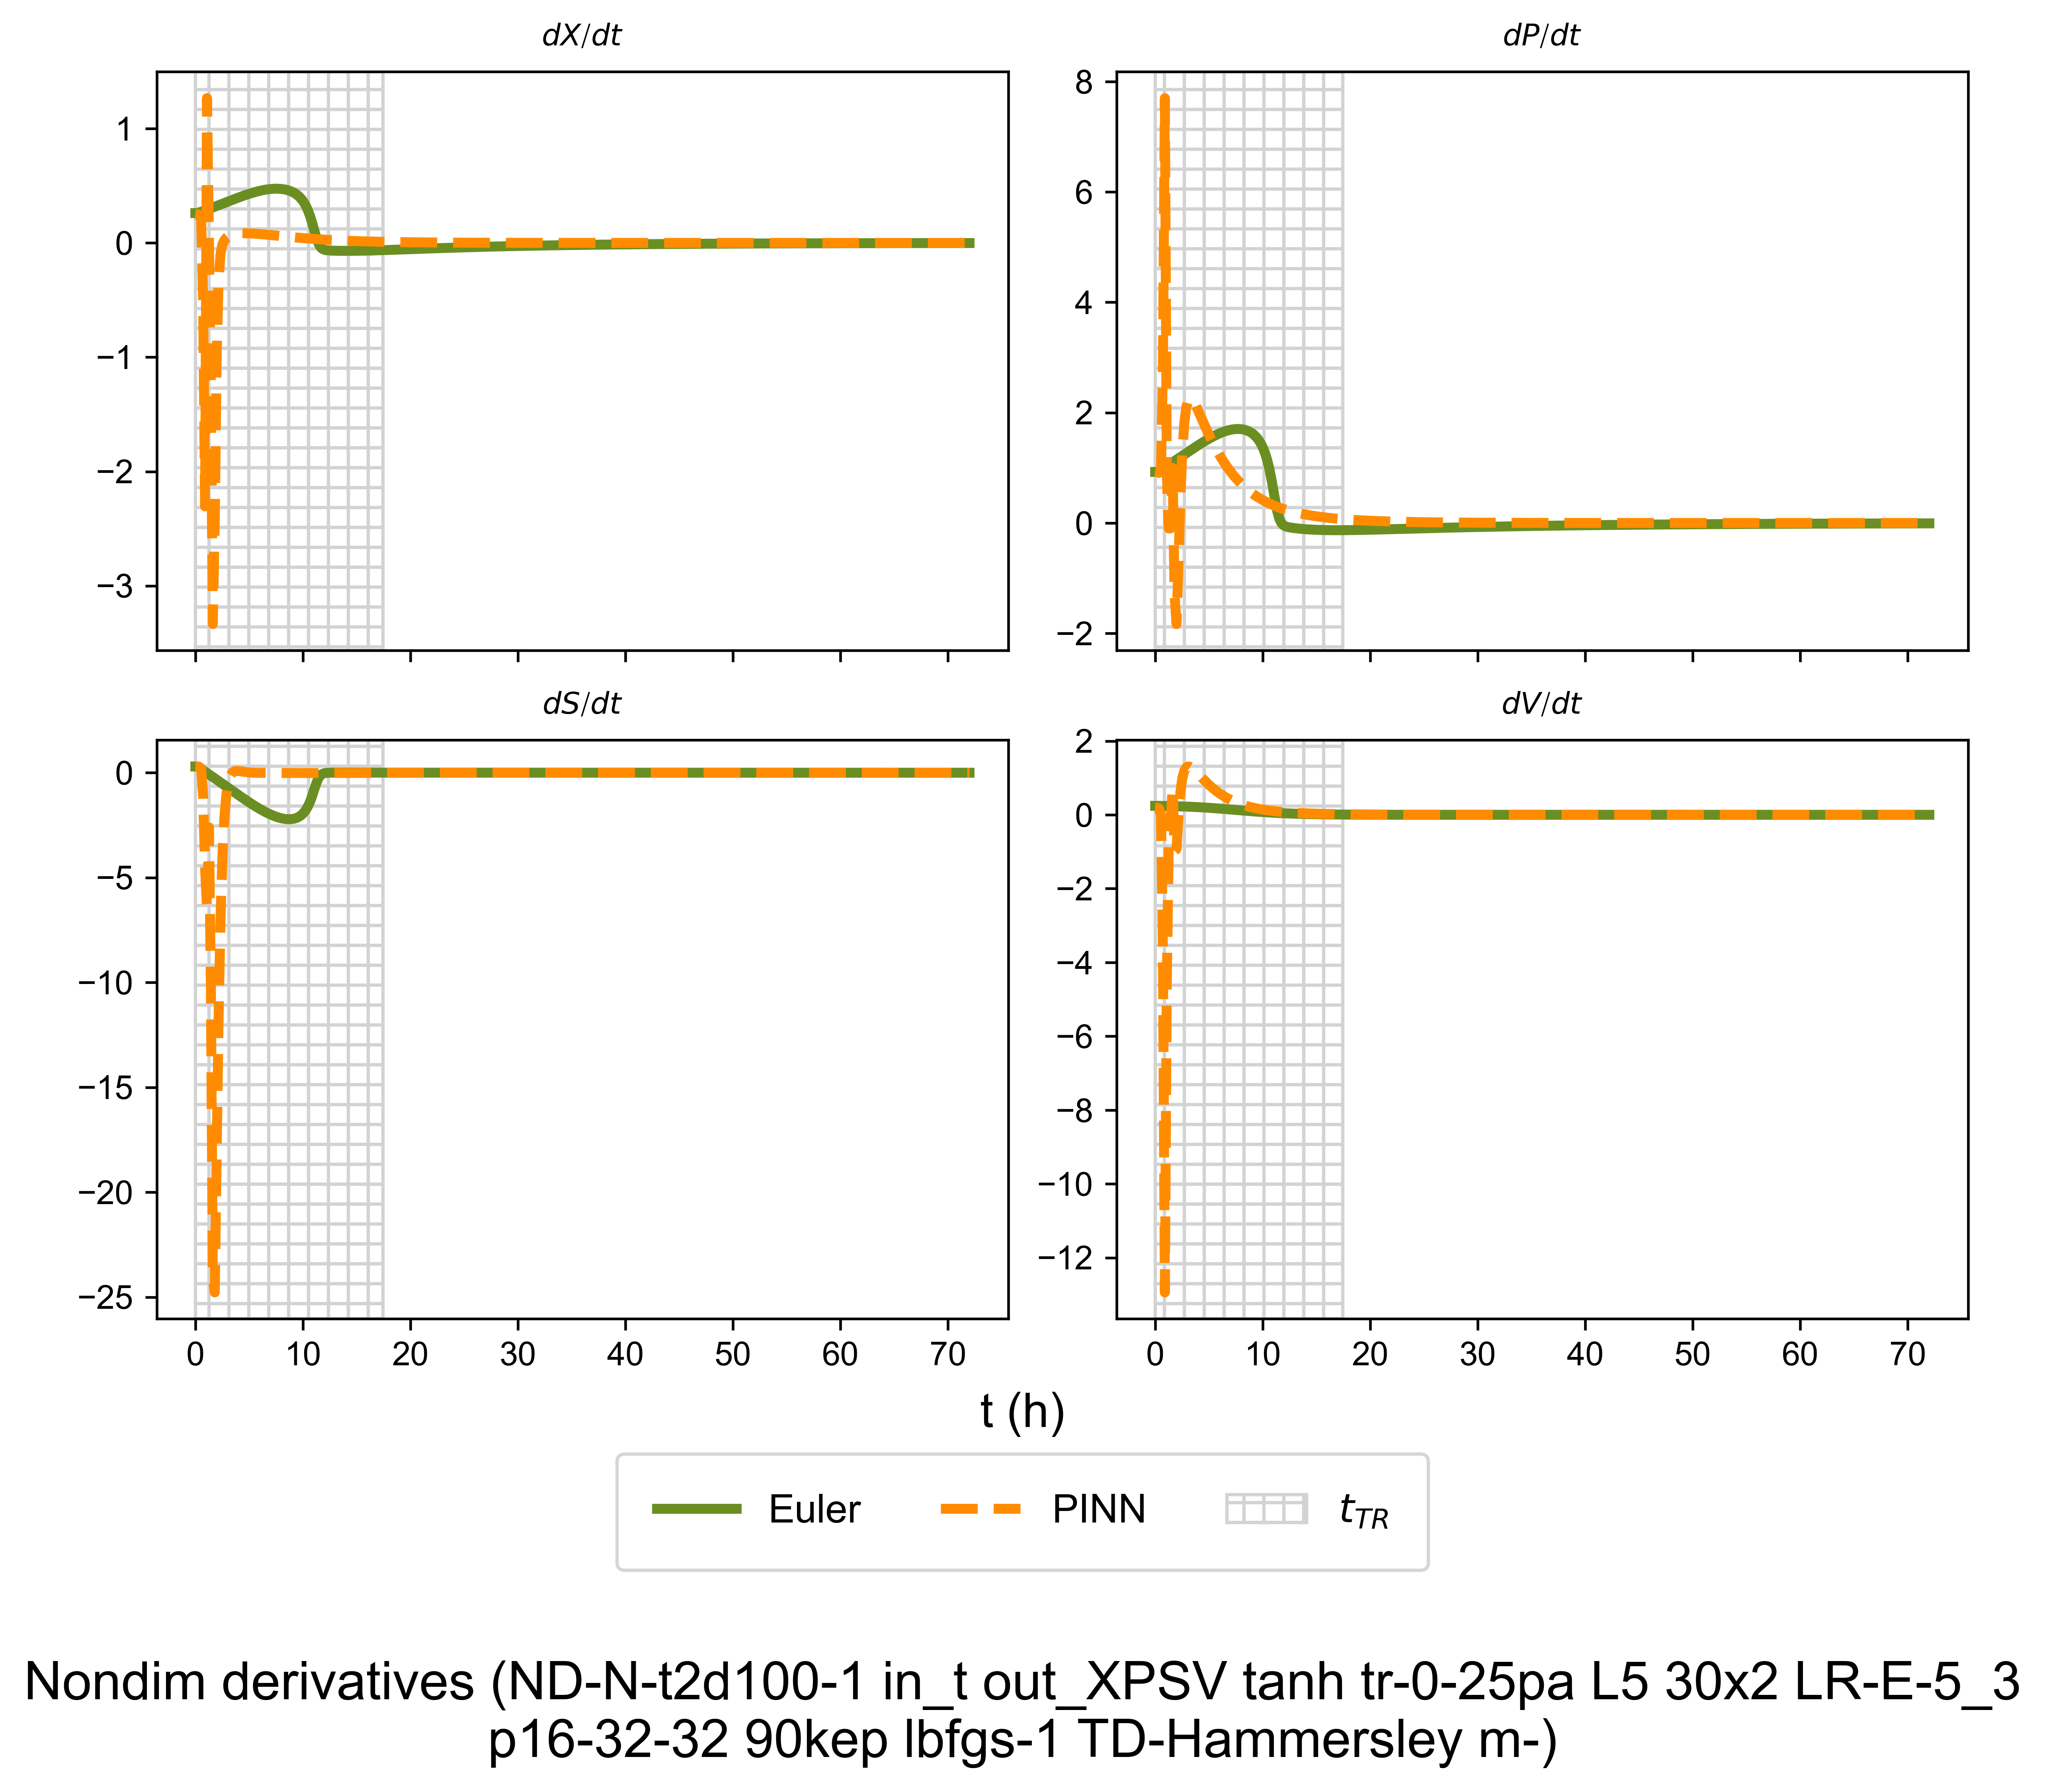 dX/dt
dP/dt
1
0
−1
−2
−3
8
6
4
2
0
−2
dS/dt
dV/dt
0
−5
−10
−15
−20
−25
2
0
−2
−4
−6
−8
−10
−12
0 10 20 30 40 50 60 70
0 10 20 30 40 50 60 70
t (h)
Euler PINN t_TR
Nondim derivatives (ND-N-t2d100-1 in_t out_XPSV tanh tr-0-25pa L5 30x2 LR-E-5_3
p16-32-32 90kep lbfgs-1 TD-Hammersley m-)